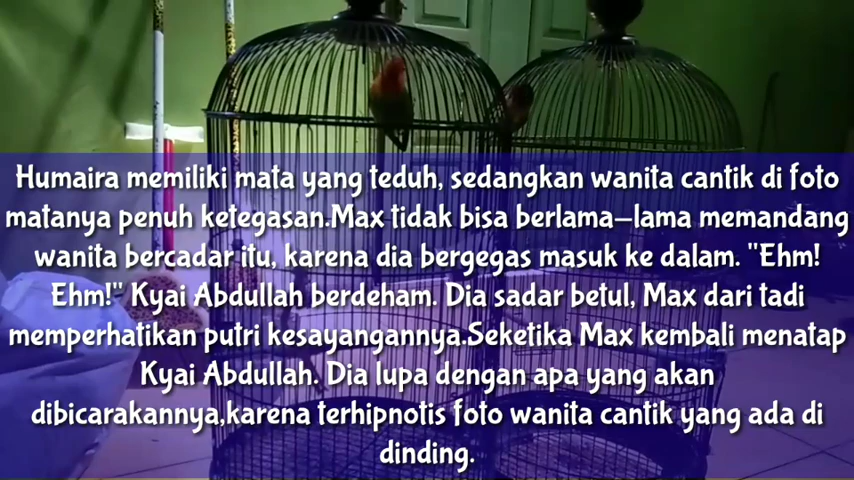 Humaira memiliki mata yang teduh, sedangkan wanita cantik di foto
matanya penuh ketegasan.Max tidak bisa berlama-lama memandang
wanita bercadar itu, karena dia bergegas masuk ke dalam. "Ehm!
Ehm!" Kyai Abdullah berdeham. Dia sadar betul, Max dari tadi
memperhatikan putri kesayangannya.Seketika Max kembali menatap
Kyai Abdullah. Dia lupa dengan apa yang akan
dibicarakannya,karena terhipnotis foto wanita cantik yang ada di
dinding.